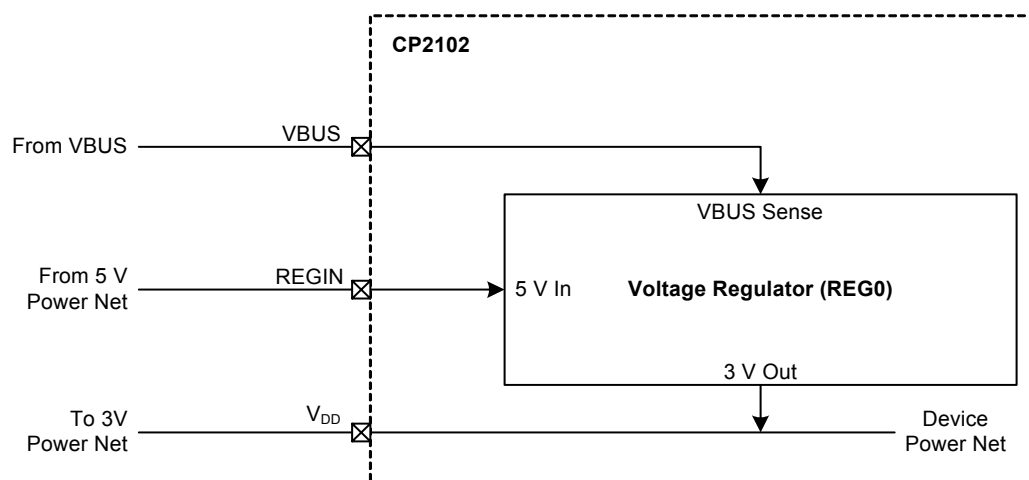 CP2102
From VBUS
VBUS
VBUS Sense
From 5 V
Power Net
REGIN
5 V In
Voltage Regulator (REG0)
3 V Out
To 3V
Power Net
VDD
Device
Power Net